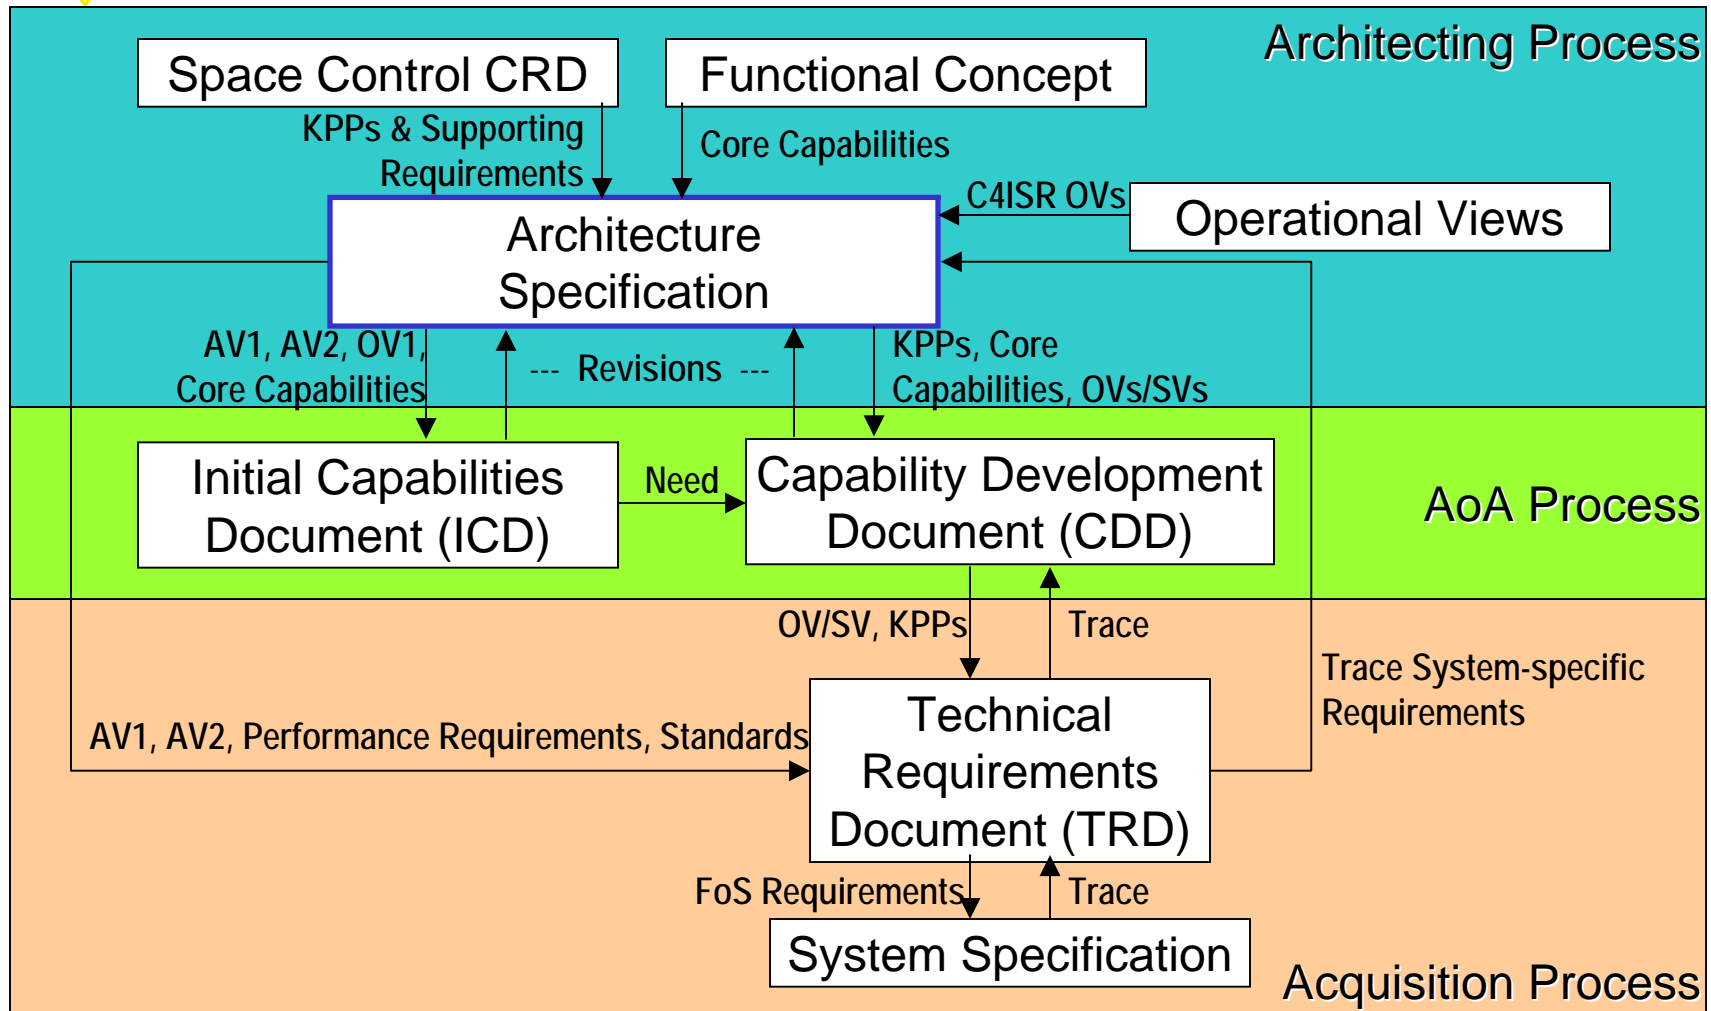 Architecting Process
Space Control CRD
Functional Concept
KPPs & Supporting
Requirements
Core Capabilities
C4ISR OVs
Operational Views
Architecture
Specification
AV1, AV2, OV1,
Core Capabilities
--- Revisions ---
KPPs, Core
Capabilities, OVs/SVs
Initial Capabilities
Document (ICD)
Need
Capability Development
Document (CDD)
AoA Process
OV/SV, KPPs
Trace
Trace System-specific
Requirements
AV1, AV2, Performance Requirements, Standards
Technical
Requirements
Document (TRD)
FoS Requirements
Trace
System Specification
Acquisition Process